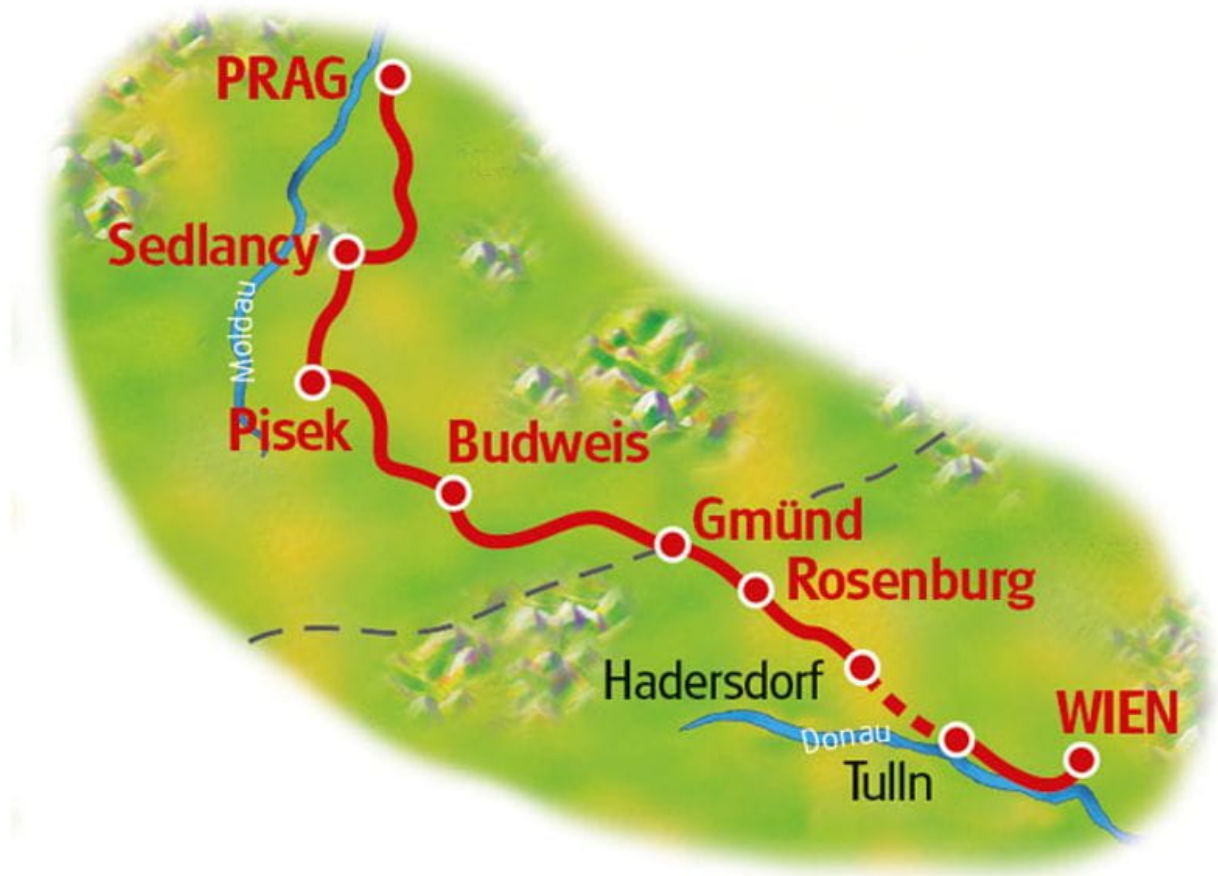 PRAG
Sedlancy
Moldau
Pisek
Budweis
Gmünd
Rosenburg
Hadersdorf
Donau
Tulln
WIEN